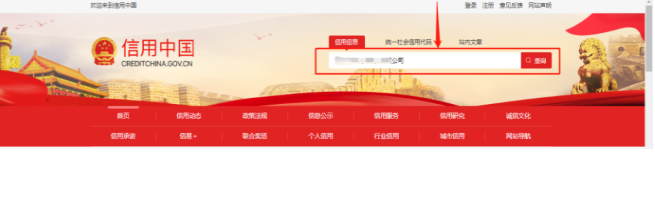 欢迎来到信用中国
登录 注册 意见反馈 网站声明
信用信息 统一社会信用代码 站内文章
信用中国
CREDITCHINA.GOV.CN
公司 查询
首页 信用动态 政策法规 信息公示 信用服务 信用研究 诚信文化
信用承诺 信易+ 联合奖惩 个人信用 行业信用 城市信用 网站导航